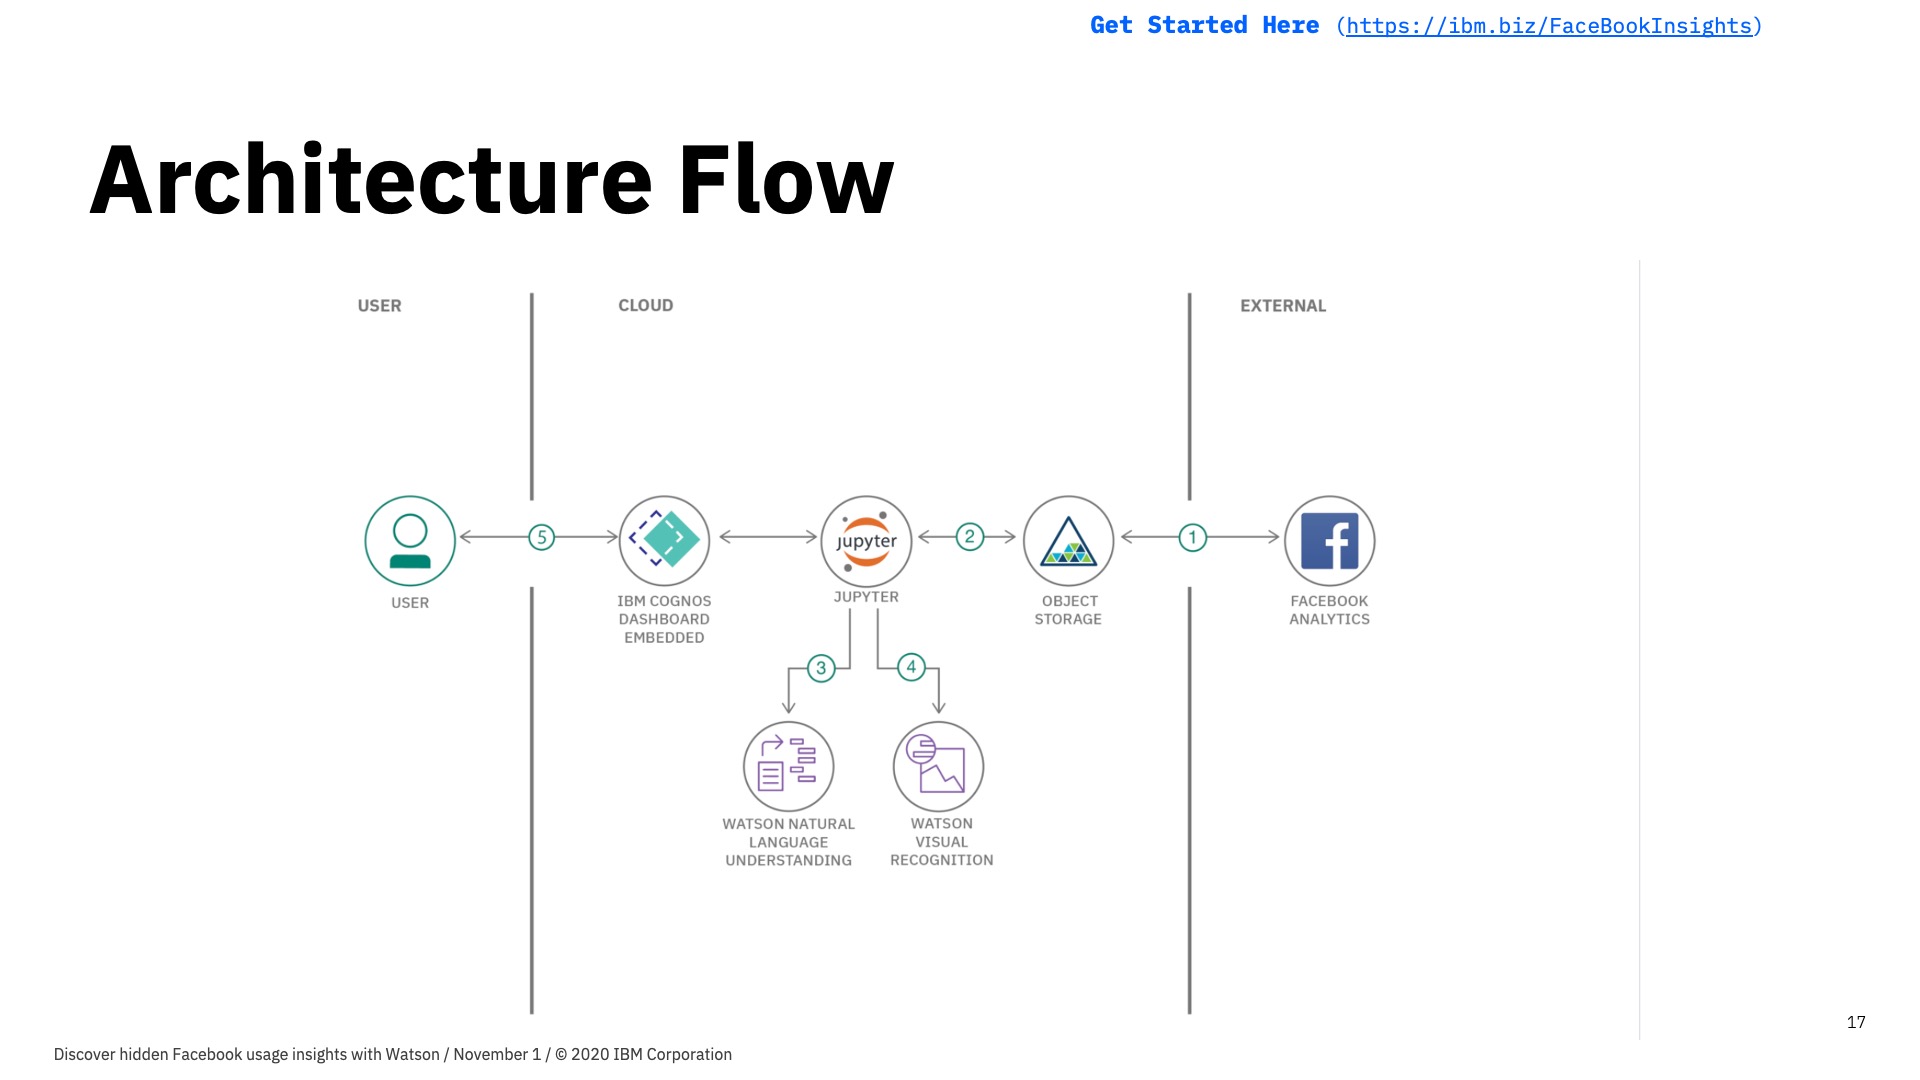 Get Started Here (https://ibm.biz/FaceBookInsights)
Architecture Flow
USER
CLOUD
EXTERNAL
5
jupyter
2
1
USER
IBM COGNOS
DASHBOARD
EMBEDDED
JUPYTER
OBJECT
STORAGE
FACEBOOK
ANALYTICS
3
4
WATSON NATURAL
LANGUAGE
UNDERSTANDING
WATSON
VISUAL
RECOGNITION
17
Discover hidden Facebook usage insights with Watson / November 1 / © 2020 IBM Corporation